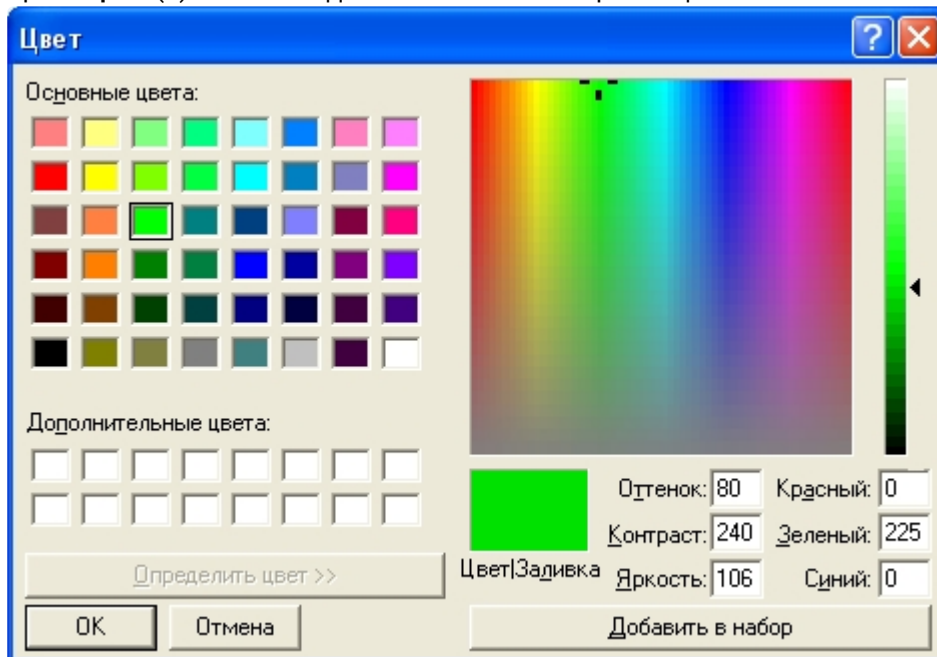 Цвет
Основные цвета:
Дополнительные цвета:
Определить цвет >>
OK Отмена
Цвет|Заливка
Оттенок: 80 Красный: 0
Контраст: 240 Зеленый: 225
Яркость: 106 Синий: 0
Добавить в набор